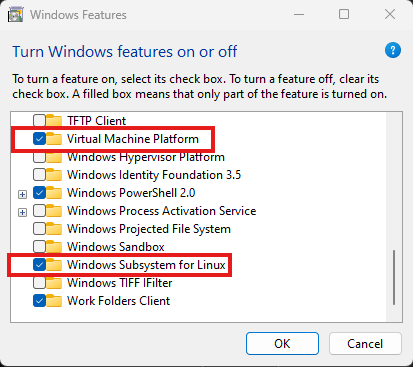 Windows Features
Turn Windows features on or off
?
To turn a feature on, select its check box. To turn a feature off, clear its
check box. A filled box means that only part of the feature is turned on.
TFTP Client
Virtual Machine Platform
Windows Hypervisor Platform
Windows Identity Foundation 3.5
Windows PowerShell 2.0
Windows Process Activation Service
Windows Projected File System
Windows Sandbox
Windows Subsystem for Linux
Windows TIFF IFilter
Work Folders Client
OK
Cancel